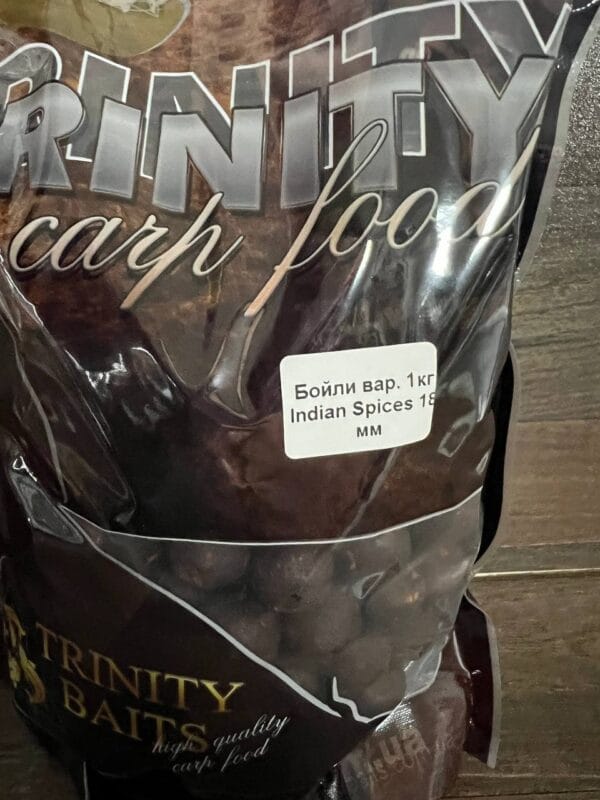 TRINITY
carp food
Бойли вар. 1кг
Indian Spices 18
мм
TRINITY
BAITS
high quality
carp food